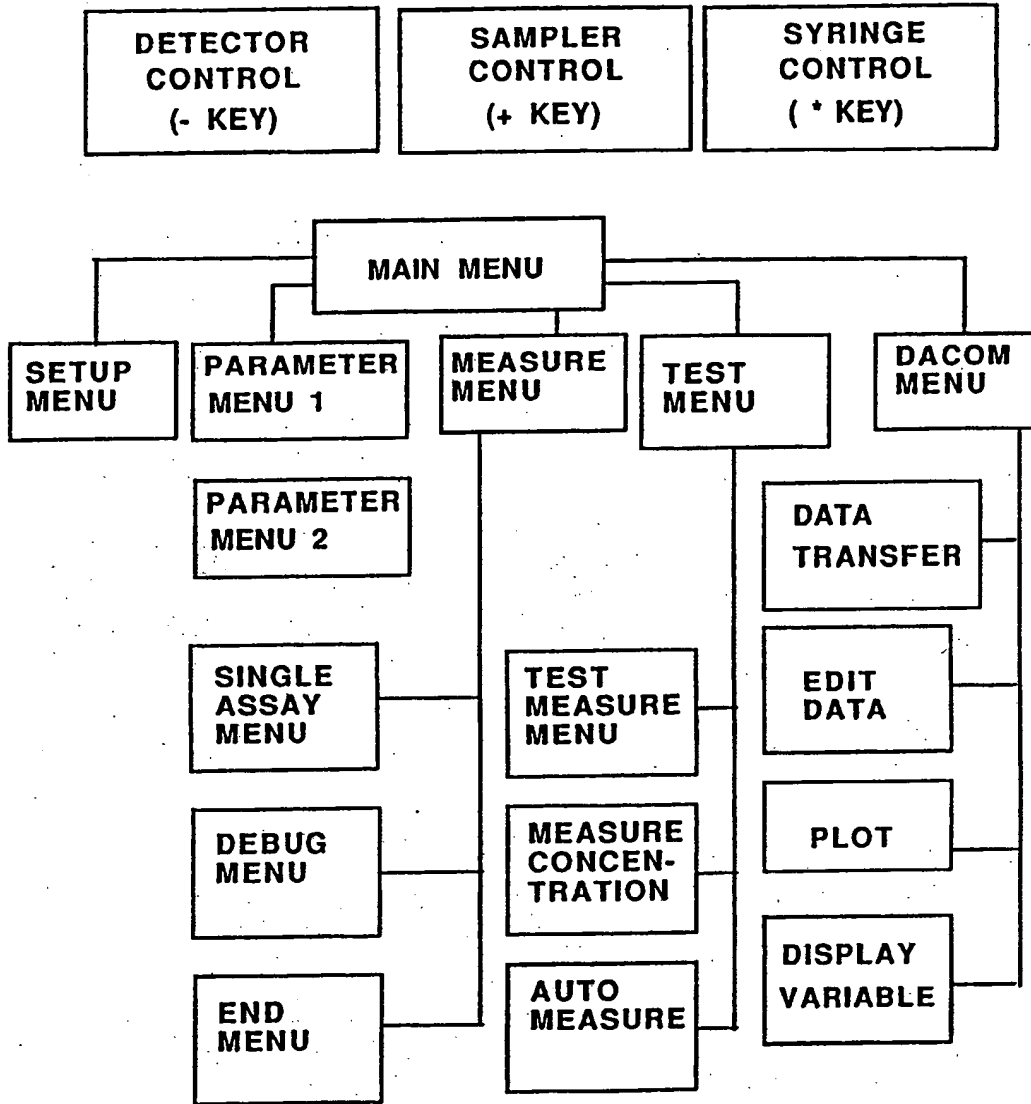 DETECTOR
CONTROL
(- KEY)
SAMPLER
CONTROL
(+ KEY)
SYRINGE
CONTROL
( * KEY)
MAIN MENU
SETUP
MENU
PARAMETER
MENU 1
MEASURE
MENU
TEST
MENU
DACOM
MENU
PARAMETER
MENU 2
DATA
TRANSFER
SINGLE
ASSAY
MENU
TEST
MEASURE
MENU
EDIT
DATA
DEBUG
MENU
MEASURE
CONCEN-
TRATION
PLOT
END
MENU
AUTO
MEASURE
DISPLAY
VARIABLE